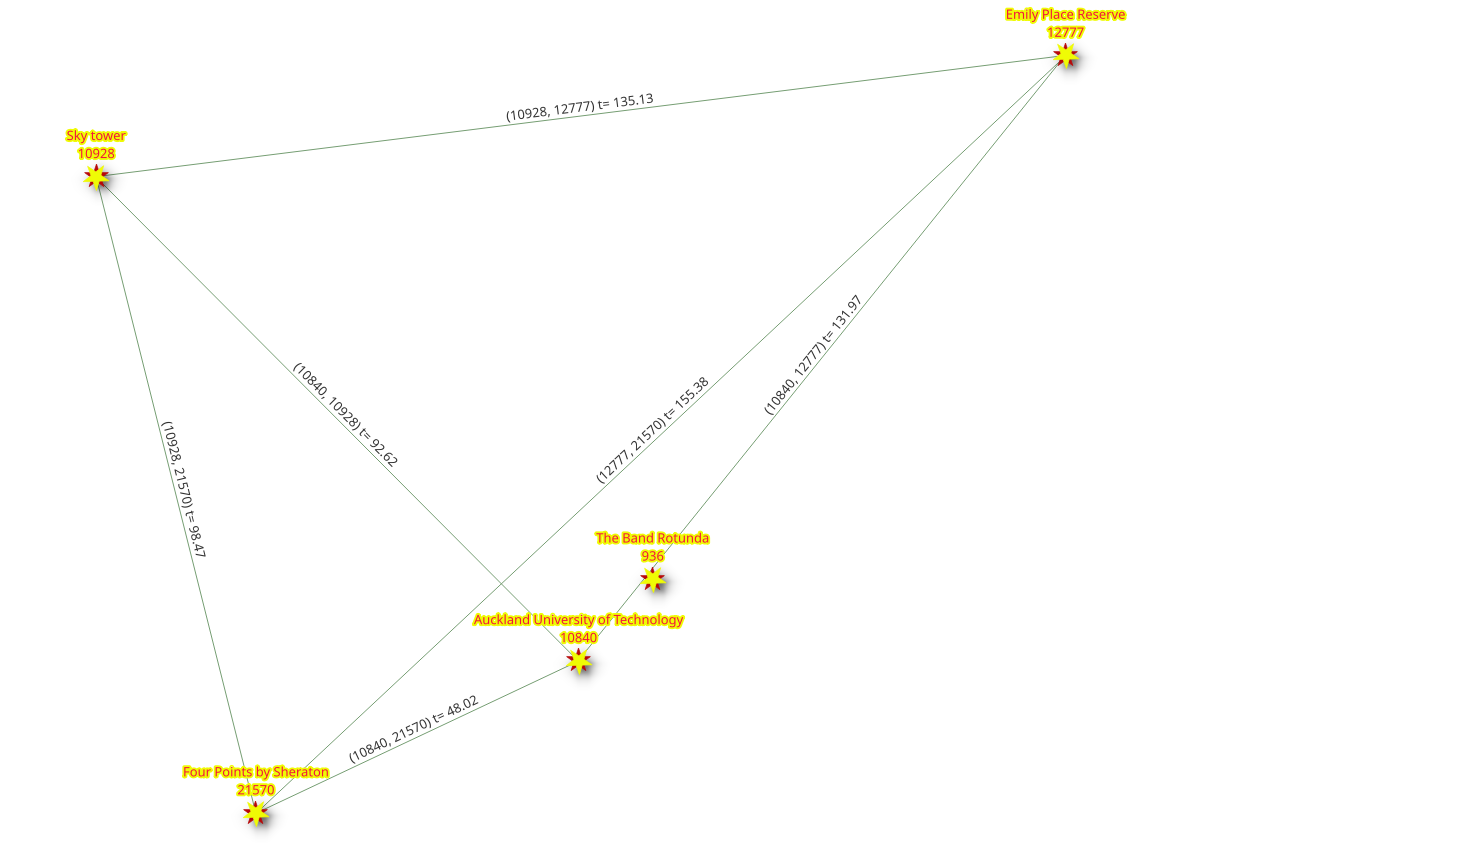 Emily Place Reserve
12777
(10928, 12777) t= 135.13
Sky tower
10928
(10840, 12777) t= 131.97
(10840, 10928) t= 92.62
(12777, 21570) t= 155.38
(10928, 21570) t= 98.47
The Band Rotunda
936
Auckland University of Technology
10840
(10840, 21570) t= 48.02
Four Points by Sheraton
21570